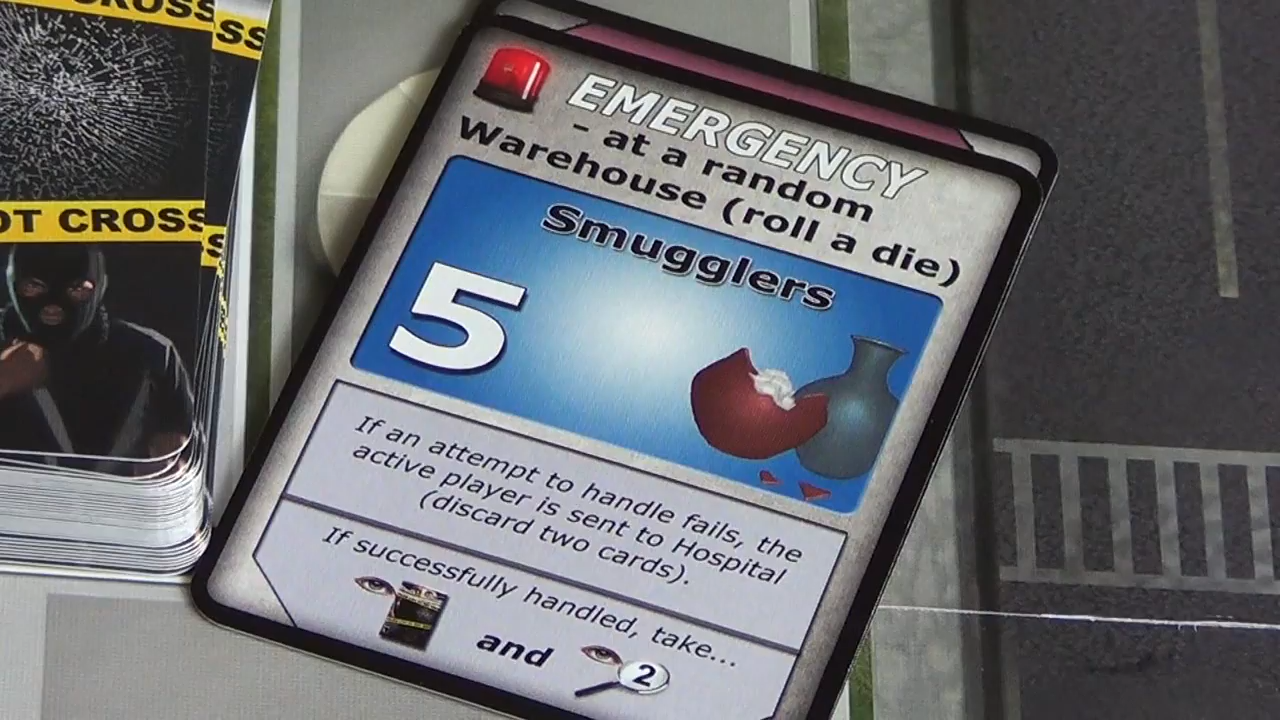 CROSS
SS
OT CROSS
S
EMERGENCY
- at a random
Warehouse (roll a die)
Smugglers
5
If an attempt to handle fails, the
active player is sent to Hospital
(discard two cards).
If successfully handled, take...
and
2